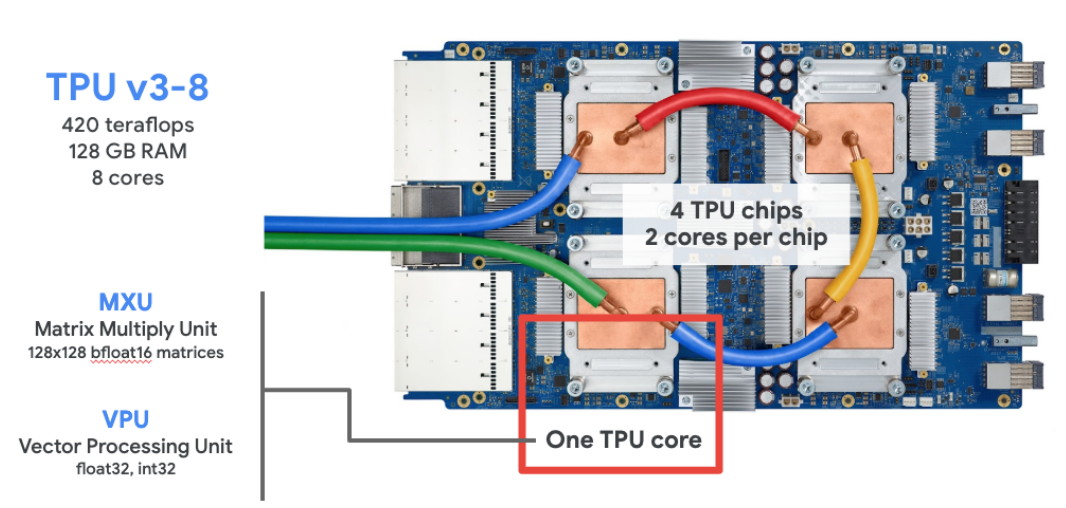 TPU v3-8
420 teraflops
128 GB RAM
8 cores
4 TPU chips
2 cores per chip
MXU
Matrix Multiply Unit
128x128 bfloat16 matrices
VPU
Vector Processing Unit
float32, int32
One TPU core